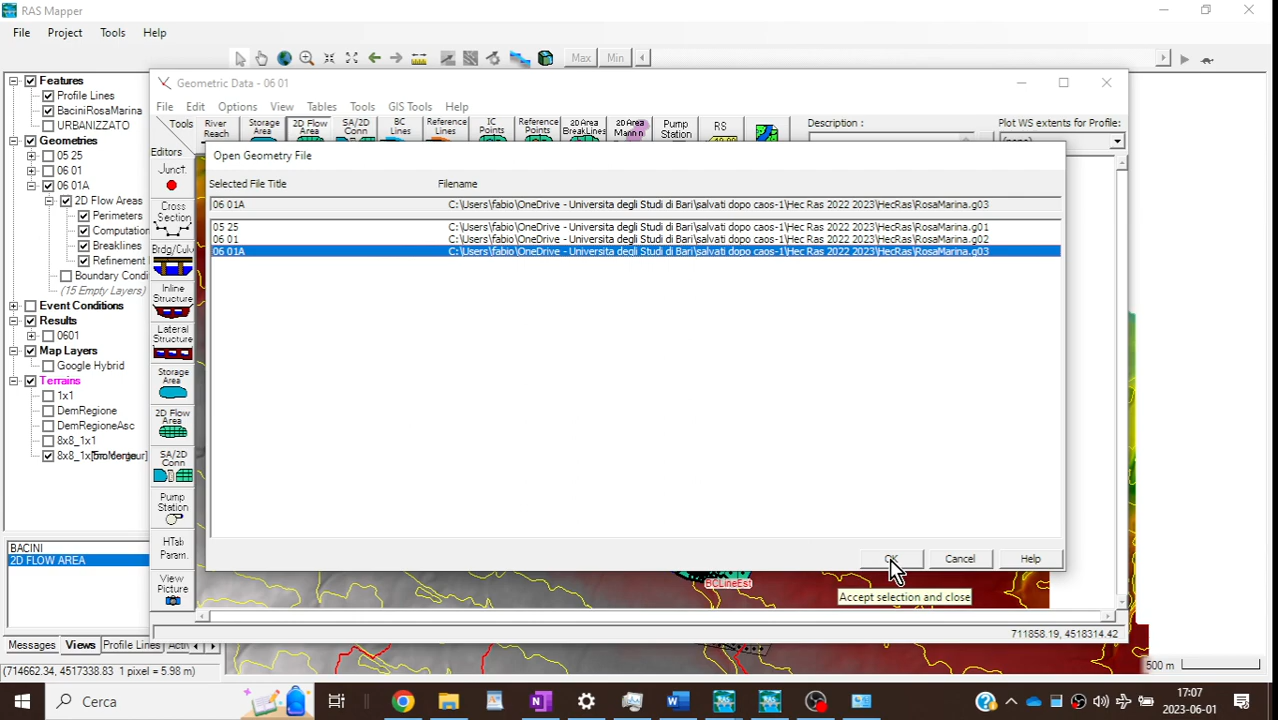 RAS Mapper
File Project Tools Help
Max Min
Features
Profile Lines
BaciniRosaMarina
URBANIZZATO
Geometries
05 25
06 01
06 01A
2D Flow Areas
Perimeters
Computation
Breaklines
Refinement
Boundary Condi
(15 Empty Layers)
Event Conditions
Results
0601
Map Layers
Google Hybrid
Terrains
1x1
DemRegione
DemRegioneAsc
8x8_1x1
BACINI
2D FLOW AREA
Messages Views Profile Lines
(714662.34, 4517338.83 1 pixel = 5.98 m)
Geometric Data - 06 01
File Edit Options View Tables Tools GIS Tools Help
Tools
River
Reach
Storage
Area
2D Flow
Area
SA/2D
Conn
BC
Lines
Reference
Lines
IC
Points
Reference
Points
2D Area
BreakLines
2D Area
Mann n
Pump
Station
RS
Description :
Plot WS extents for Profile:
(none)
Editors
Junct.
Cross
Section
Brdg/Culv
Inline
Structure
Lateral
Structure
Storage
Area
2D Flow
Area
SA/2D
Conn
Pump
Station
HTab
Param.
View
Picture
Open Geometry File
Selected File Title Filename
06 01A C:\Users\fabio\OneDrive - Universita degli Studi di Bari\salvati dopo caos-1\Hec Ras 2022 2023\HecRas\RosaMarina.g03
05 25 C:\Users\fabio\OneDrive - Universita degli Studi di Bari\salvati dopo caos-1\Hec Ras 2022 2023\HecRas\RosaMarina.g01
06 01 C:\Users\fabio\OneDrive - Universita degli Studi di Bari\salvati dopo caos-1\Hec Ras 2022 2023\HecRas\RosaMarina.g02
06 01A C:\Users\fabio\OneDrive - Universita degli Studi di Bari\salvati dopo caos-1\Hec Ras 2022 2023\HecRas\RosaMarina.g03
OK Cancel Help
Accept selection and close
BCLineEst
711858.19, 4518314.42
500 m
Cerca
17:07
2023-06-01